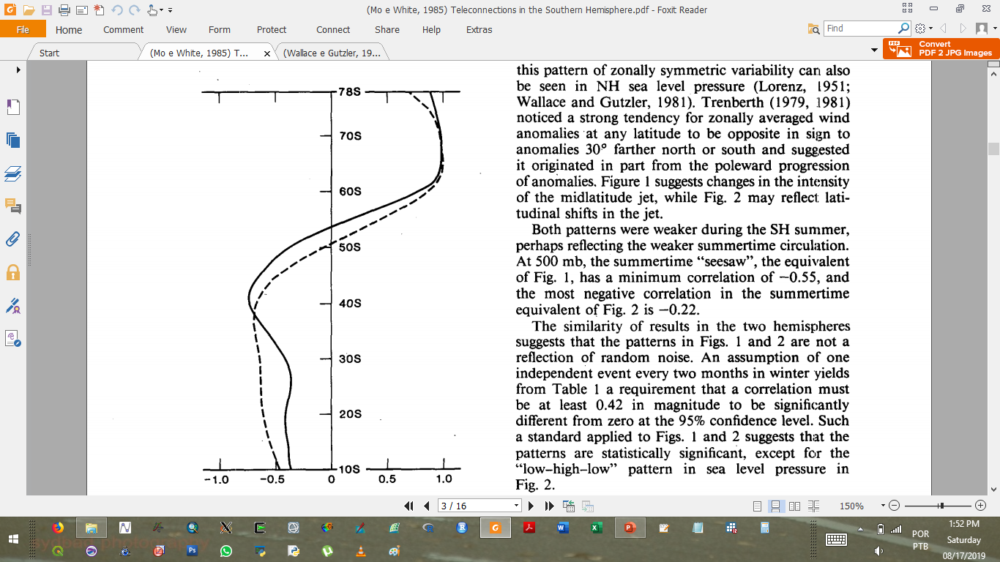 (Mo e White, 1985) Teleconnections in the Southern Hemisphere.pdf - Foxit Reader
File Home Comment View Form Protect Connect Share Help Extras
Find
Start
(Mo e White, 1985) T...
(Wallace e Gutzler, 19...
Convert
PDF 2 JPG Images
78S
70S
60S
50S
40S
30S
20S
10S
-1.0 -0.5 0 0.5 1.0
this pattern of zonally symmetric variability can also
be seen in NH sea level pressure (Lorenz, 1951;
Wallace and Gutzler, 1981). Trenberth (1979, 1981)
noticed a strong tendency for zonally averaged wind
anomalies at any latitude to be opposite in sign to
anomalies 30° farther north or south and suggested
it originated in part from the poleward progression
of anomalies. Figure 1 suggests changes in the intensity
of the midlatitude jet, while Fig. 2 may reflect lati-
tudinal shifts in the jet.
Both patterns were weaker during the SH summer,
perhaps reflecting the weaker summertime circulation.
At 500 mb, the summertime “seesaw”, the equivalent
of Fig. 1, has a minimum correlation of −0.55, and
the most negative correlation in the summertime
equivalent of Fig. 2 is −0.22.
The similarity of results in the two hemispheres
suggests that the patterns in Figs. 1 and 2 are not a
reflection of random noise. An assumption of one
independent event every two months in winter yields
from Table 1 a requirement that a correlation must
be at least 0.42 in magnitude to be significantly
different from zero at the 95% confidence level. Such
a standard applied to Figs. 1 and 2 suggests that the
patterns are statistically significant, except for the
“low–high–low” pattern in sea level pressure in
Fig. 2.
3 / 16
150%
POR
PTB
1:52 PM
Saturday
08/17/2019